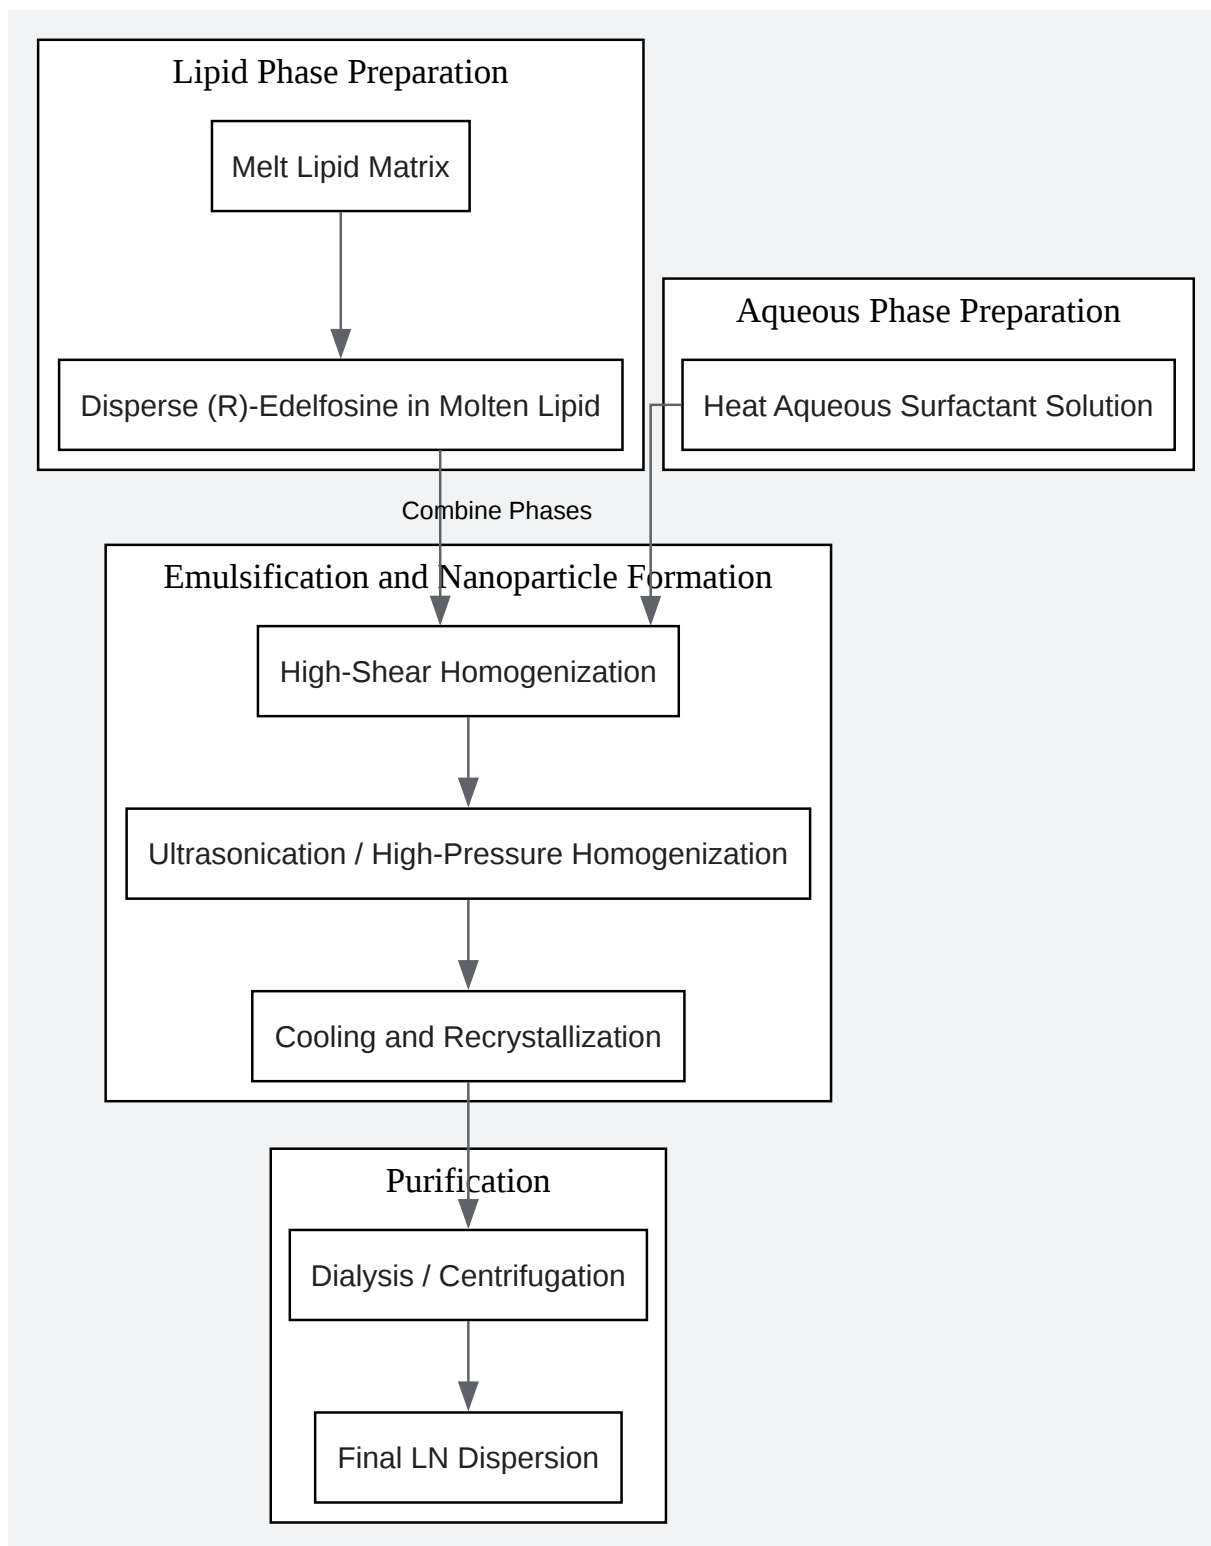 Lipid Phase Preparation
Melt Lipid Matrix
Disperse (R)-Edelfosine in Molten Lipid
Aqueous Phase Preparation
Heat Aqueous Surfactant Solution
Combine Phases
Emulsification and Nanoparticle Formation
High-Shear Homogenization
Ultrasonication / High-Pressure Homogenization
Cooling and Recrystallization
Purification
Dialysis / Centrifugation
Final LN Dispersion